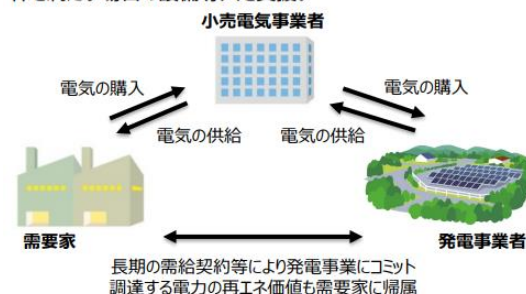 小売電気事業者
電気の購入
電気の購入
電気の供給
電気の供給
需要家
発電事業者
長期の需給契約等により発電事業にコミット
調達する電力の再エネ価値も需要家に帰属